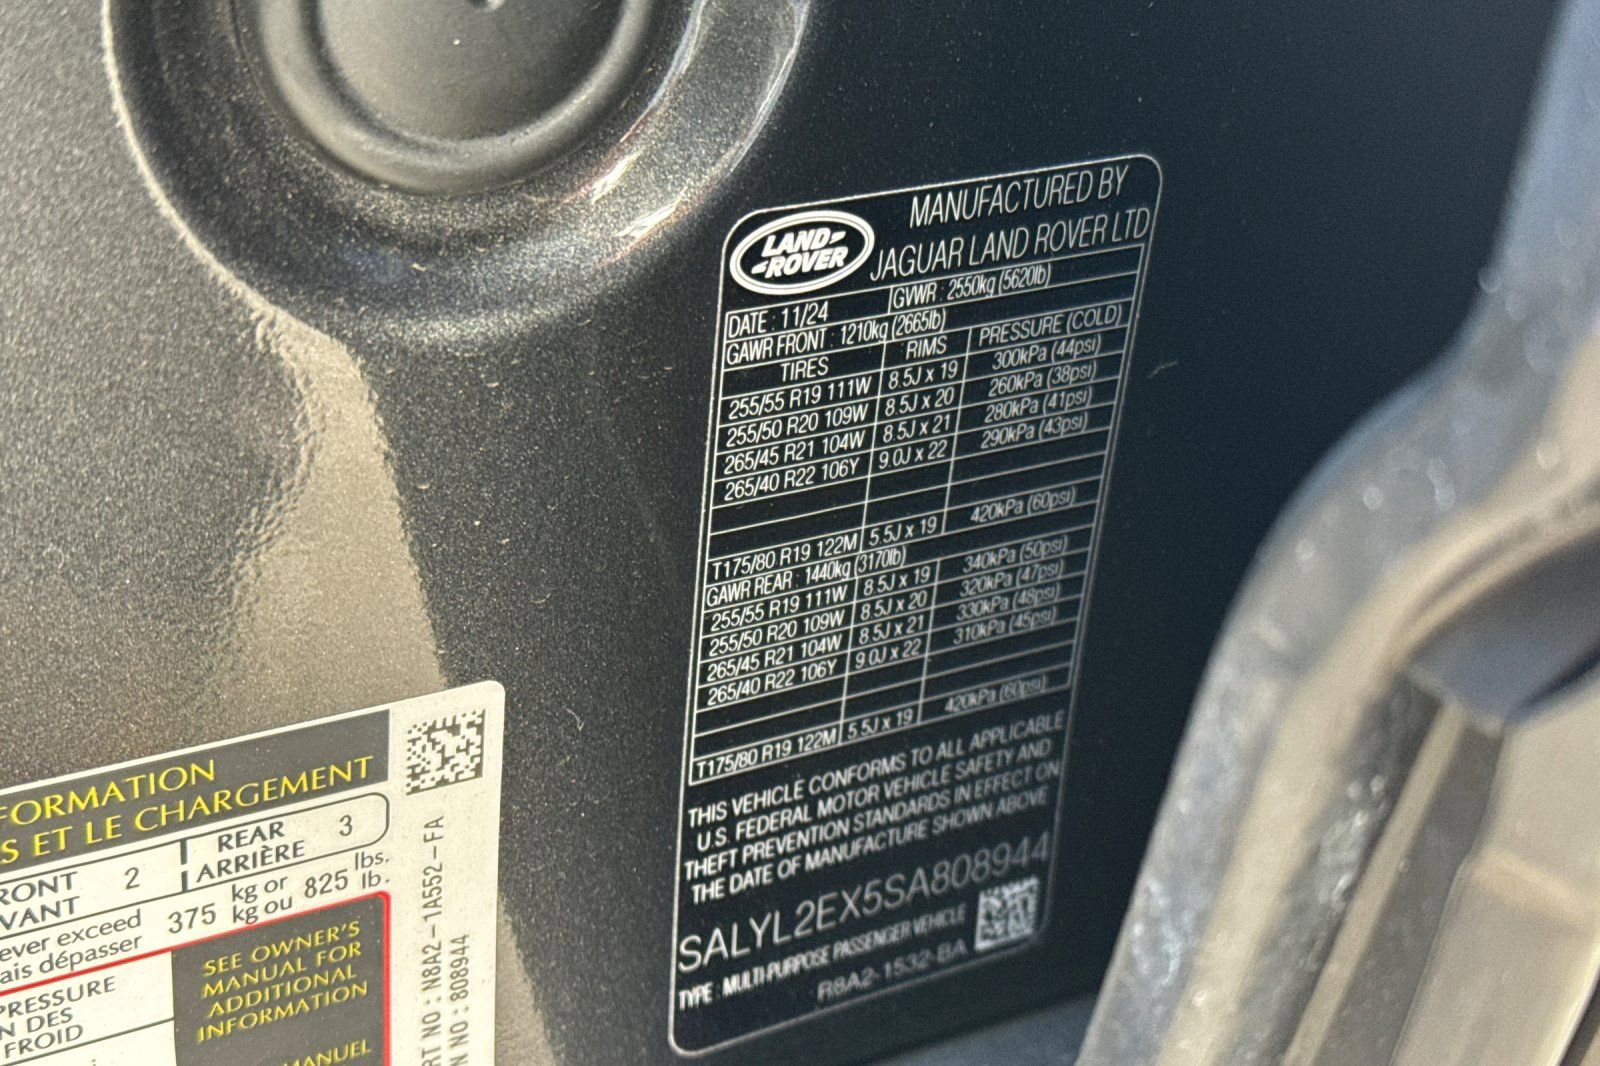 LAND-
-ROVER
MANUFACTURED BY
JAGUAR LAND ROVER LTD
DATE : 11/24 GVWR : 2550kg (5620lb)
GAWR FRONT : 1210kg (2665lb)
TIRES RIMS PRESSURE (COLD)
255/55 R19 111W 8.5J x 19 300kPa (44psi)
255/50 R20 109W 8.5J x 20 260kPa (38psi)
265/45 R21 104W 8.5J x 21 280kPa (41psi)
265/40 R22 106Y 9.0J x 22 290kPa (43psi)
T175/80 R19 122M 5.5J x 19 420kPa (60psi)
GAWR REAR : 1440kg (3170lb)
255/55 R19 111W 8.5J x 19 340kPa (50psi)
255/50 R20 109W 8.5J x 20 320kPa (47psi)
265/45 R21 104W 8.5J x 21 330kPa (48psi)
265/40 R22 106Y 9.0J x 22 310kPa (45psi)
T175/80 R19 122M 5.5J x 19 420kPa (60psi)
THIS VEHICLE CONFORMS TO ALL APPLICABLE
U.S. FEDERAL MOTOR VEHICLE SAFETY AND
THEFT PREVENTION STANDARDS IN EFFECT ON
THE DATE OF MANUFACTURE SHOWN ABOVE
SALYL2EX5SA808944
TYPE : MULTI-PURPOSE PASSENGER VEHICLE
R8A2-1532-BA
FORMATION
S ET LE CHARGEMENT
RONT 2 REAR 3
VANT ARRIÈRE
ever exceed 375 kg or 825 lbs.
ais dépasser kg ou lb.
PRESSURE
N DES
FROID
SEE OWNER'S
MANUAL FOR
ADDITIONAL
INFORMATION
MANUEL
RT NO : N8A2-1A552-FA
N NO : 808944